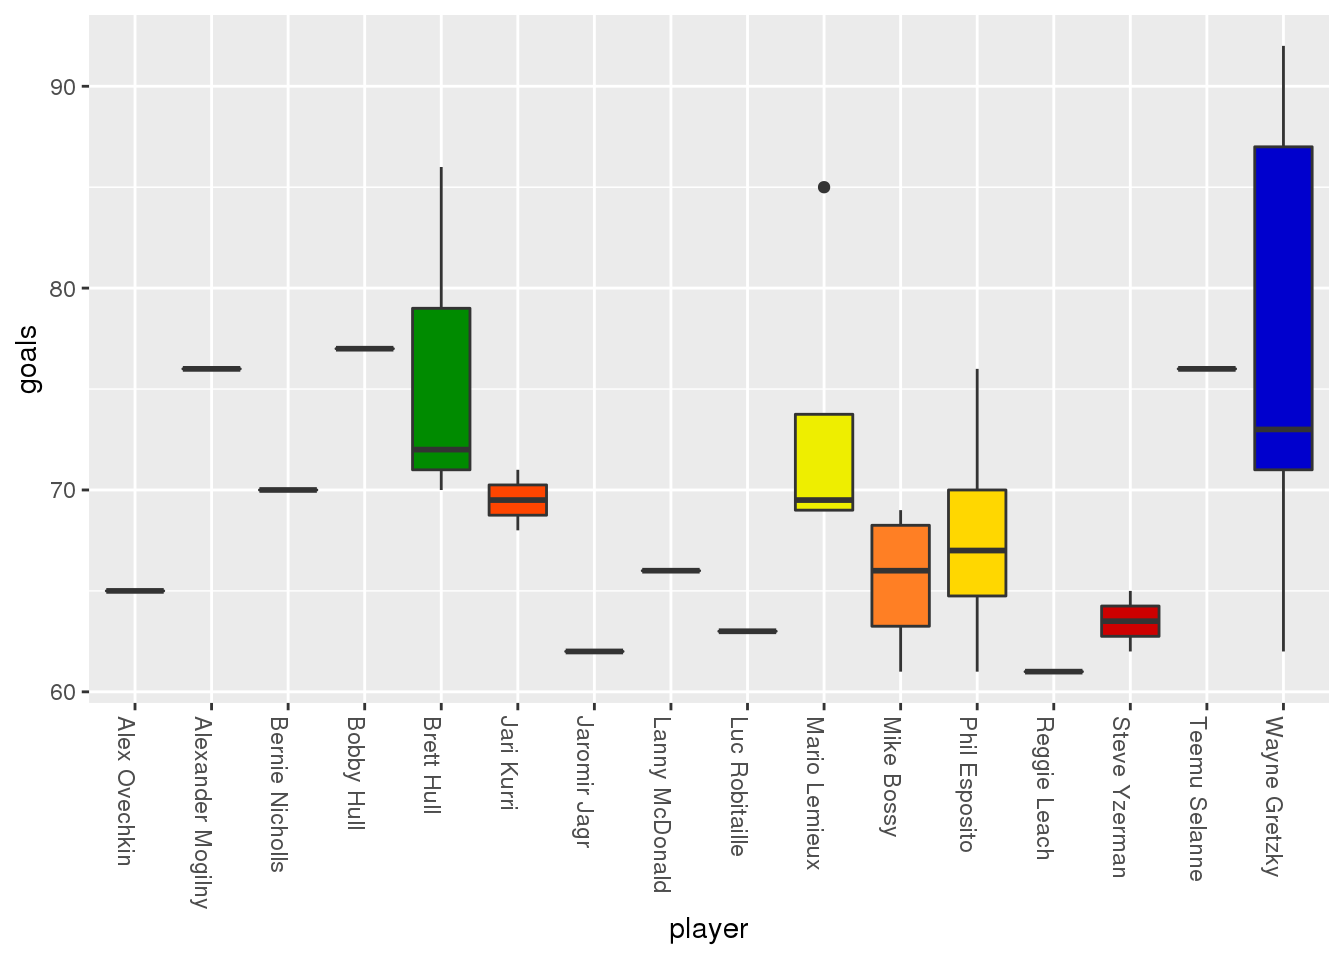 goals
90
80
70
60
Alex Ovechkin
Alexander Mogilny
Bernie Nicholls
Bobby Hull
Brett Hull
Jari Kurri
Jaromir Jagr
Lanny McDonald
Luc Robitaille
Mario Lemieux
Mike Bossy
Phil Esposito
Reggie Leach
Steve Yzerman
Teemu Selanne
Wayne Gretzky
player